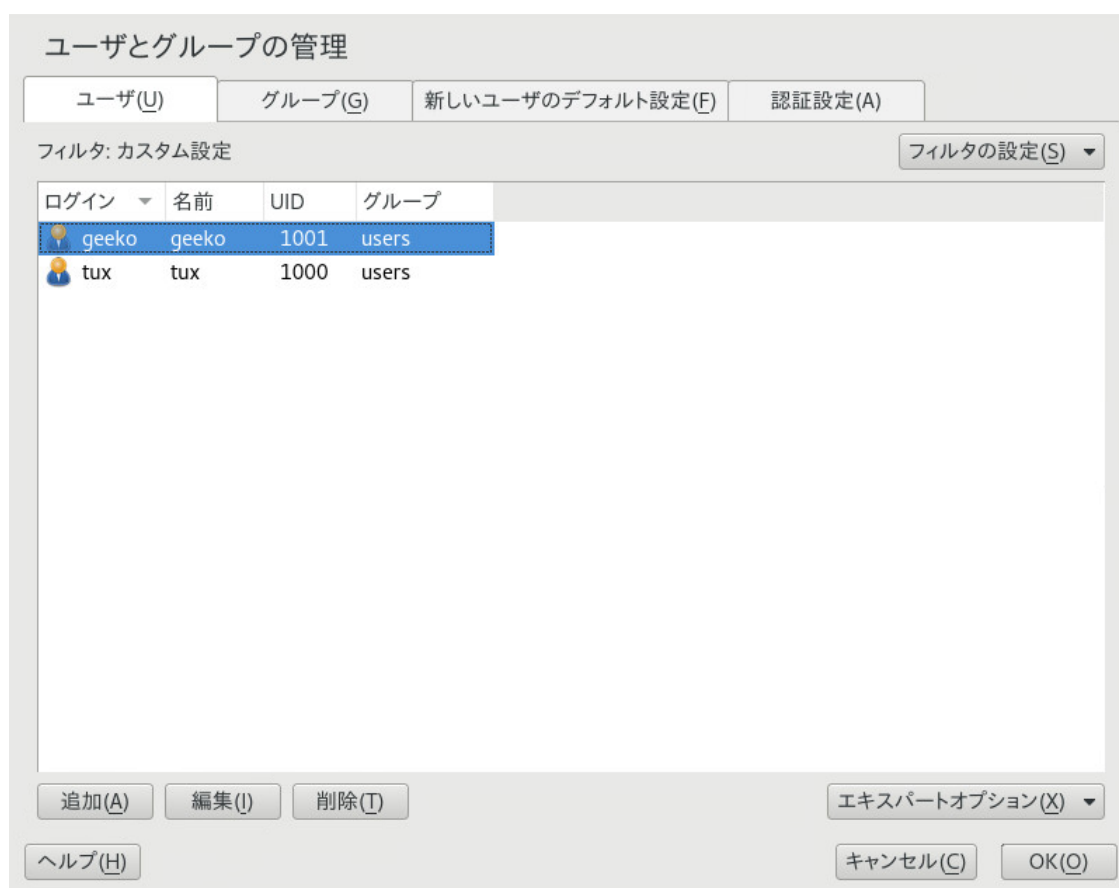 ユーザとグループの管理
ユーザ(U) グループ(G) 新しいユーザのデフォルト設定(F) 認証設定(A)
フィルタ: カスタム設定 フィルタの設定(S)
ログイン 名前 UID グループ
geeko geeko 1001 users
tux tux 1000 users
追加(A) 編集(I) 削除(T) エキスパートオプション(X)
ヘルプ(H) キャンセル(C) OK(O)